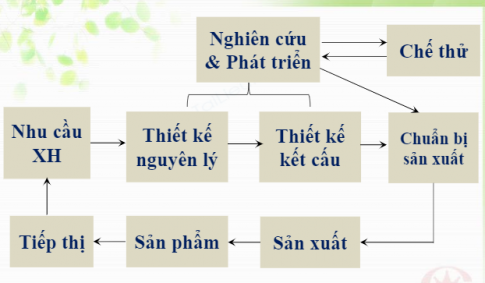 Nghiên cứu
& Phát triển
Chế thử
Nhu cầu
XH
Thiết kế
nguyên lý
Thiết kế
kết cấu
Chuẩn bị
sản xuất
Tiếp thị
Sản phẩm
Sản xuất